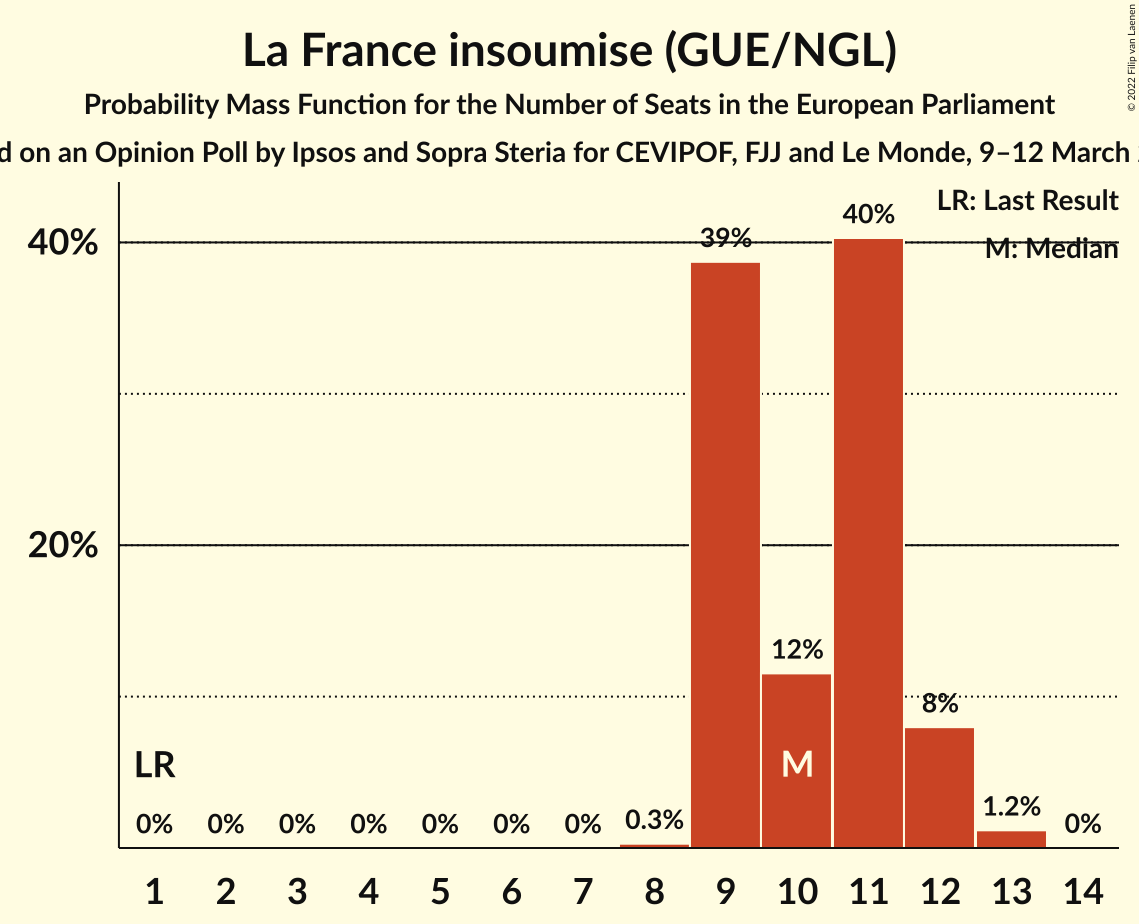 La France insoumise (GUE/NGL)
Probability Mass Function for the Number of Seats in the European Parliament
on an Opinion Poll by Ipsos and Sopra Steria for CEVIPOF, FJJ and Le Monde, 9–12 March
© 2022 Filip van Laenen
LR: Last Result
M: Median
40%
20%
39%
40%
12%
8%
LR
M
0% 0% 0% 0% 0% 0% 0% 0.3% 1.2% 0%
1 2 3 4 5 6 7 8 9 10 11 12 13 14